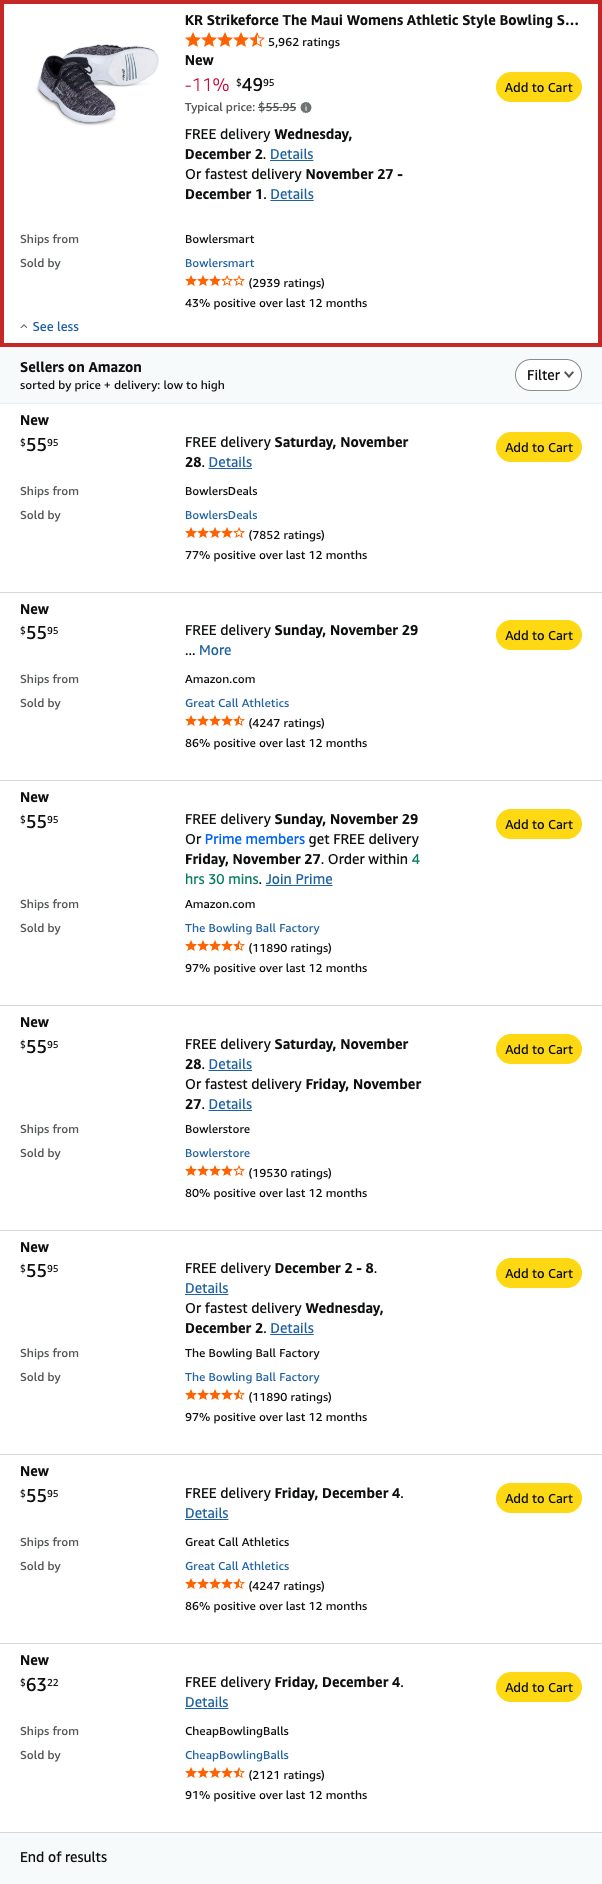 KR Strikeforce The Maui Womens Athletic Style Bowling S...
5,962 ratings
New
-11% $4995
Typical price: $55.95
Add to Cart
FREE delivery Wednesday,
December 2. Details
Or fastest delivery November 27 -
December 1. Details
Ships from Bowlersmart
Sold by Bowlersmart
(2939 ratings)
43% positive over last 12 months
See less
Sellers on Amazon
sorted by price + delivery: low to high
Filter
New
$5595
FREE delivery Saturday, November
28. Details
Add to Cart
Ships from BowlersDeals
Sold by BowlersDeals
(7852 ratings)
77% positive over last 12 months
New
$5595
FREE delivery Sunday, November 29
... More
Add to Cart
Ships from Amazon.com
Sold by Great Call Athletics
(4247 ratings)
86% positive over last 12 months
New
$5595
FREE delivery Sunday, November 29
Or Prime members get FREE delivery
Friday, November 27. Order within 4
hrs 30 mins. Join Prime
Add to Cart
Ships from Amazon.com
Sold by The Bowling Ball Factory
(11890 ratings)
97% positive over last 12 months
New
$5595
FREE delivery Saturday, November
28. Details
Or fastest delivery Friday, November
27. Details
Add to Cart
Ships from Bowlerstore
Sold by Bowlerstore
(19530 ratings)
80% positive over last 12 months
New
$5595
FREE delivery December 2 - 8.
Details
Or fastest delivery Wednesday,
December 2. Details
Add to Cart
Ships from The Bowling Ball Factory
Sold by The Bowling Ball Factory
(11890 ratings)
97% positive over last 12 months
New
$5595
FREE delivery Friday, December 4.
Details
Add to Cart
Ships from Great Call Athletics
Sold by Great Call Athletics
(4247 ratings)
86% positive over last 12 months
New
$6322
FREE delivery Friday, December 4.
Details
Add to Cart
Ships from CheapBowlingBalls
Sold by CheapBowlingBalls
(2121 ratings)
91% positive over last 12 months
End of results